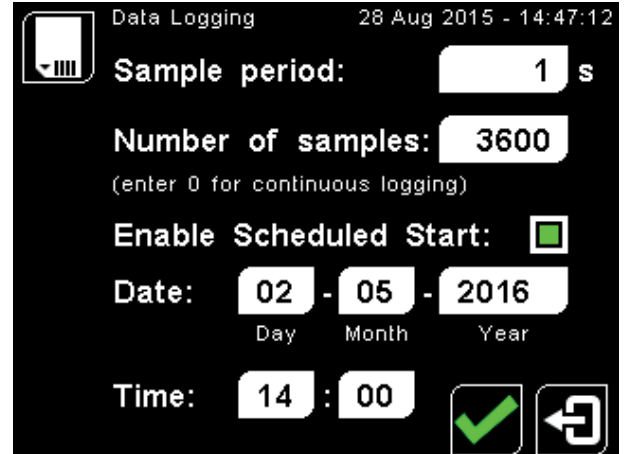 Data Logging 28 Aug 2015 - 14:47:12
Sample period: 1 s
Number of samples: 3600
(enter 0 for continuous logging)
Enable Scheduled Start:
Date: 02 - 05 - 2016
Day Month Year
Time: 14 : 00